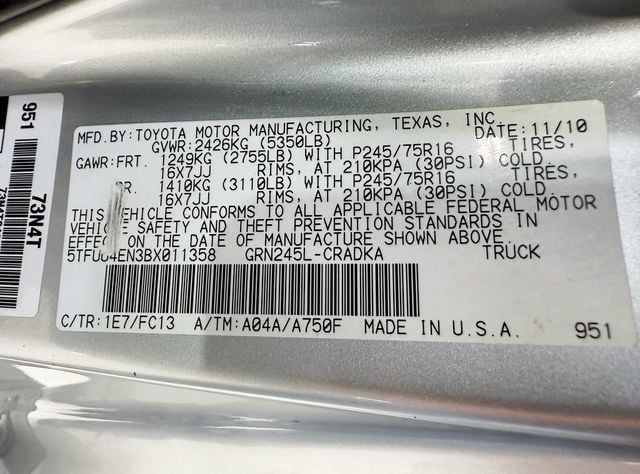 MFD.BY:TOYOTA MOTOR MANUFACTURING, TEXAS, INC.
GVWR:2426KG (5350LB) DATE:11/10
GAWR:FRT. 1249KG (2755LB) WITH P245/75R16 TIRES,
16X7JJ RIMS, AT 210KPA (30PSI) COLD.
RR. 1410KG (3110LB) WITH P245/75R16 TIRES,
16X7JJ RIMS, AT 210KPA (30PSI) COLD.
THIS VEHICLE CONFORMS TO ALL APPLICABLE FEDERAL MOTOR
VEHICLE SAFETY AND THEFT PREVENTION STANDARDS IN
EFFECT ON THE DATE OF MANUFACTURE SHOWN ABOVE.
5TFUU4EN3BX011358 GRN245L-CRADKA TRUCK
C/TR:1E7/FC13 A/TM:A04A/A750F MADE IN U.S.A. 951
951
73N4T